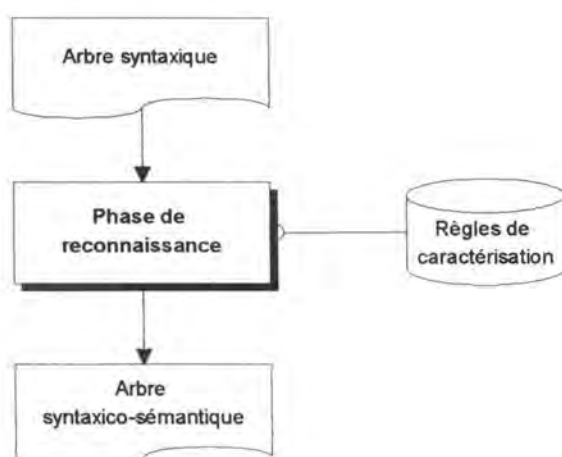 Arbre syntaxique
Phase de
reconnaissance
Règles de
caractérisation
Arbre
syntaxico-sémantique